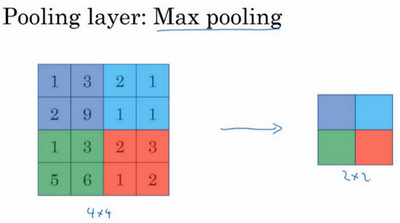 Pooling layer: Max pooling
1 3 2 1
2 9 1 1
1 3 2 3
5 6 1 2
4x4
2x2